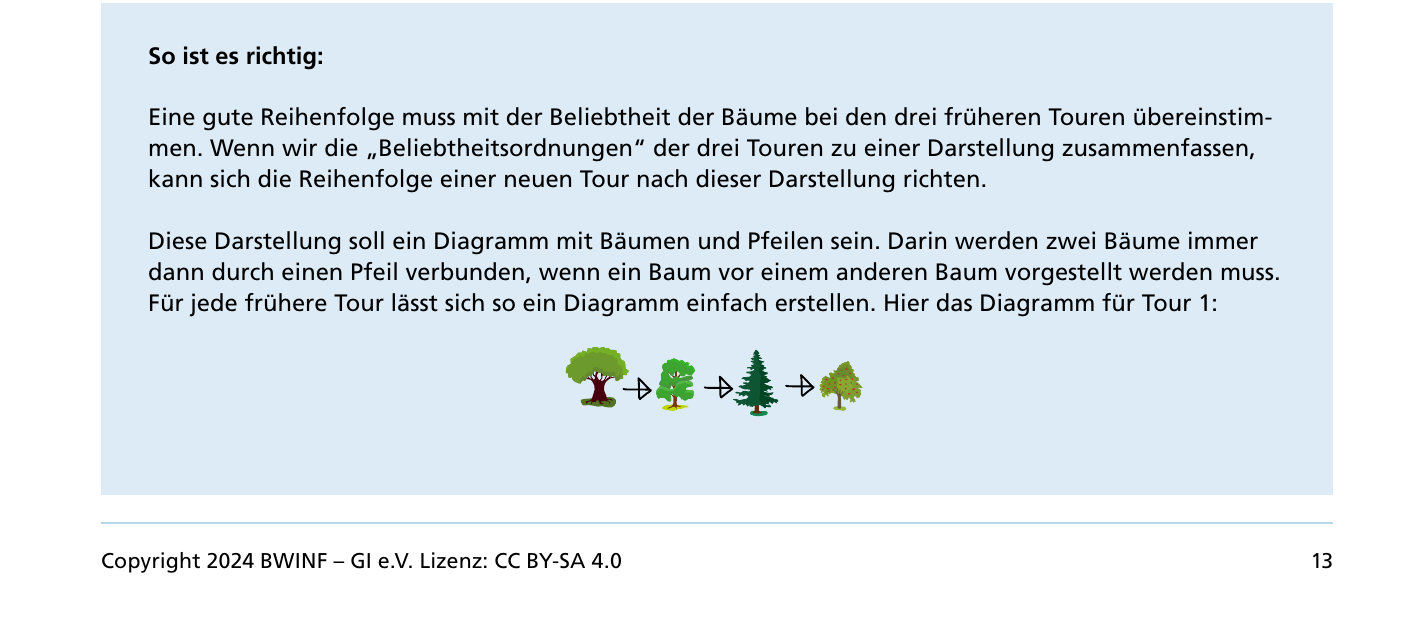 So ist es richtig:
Eine gute Reihenfolge muss mit der Beliebtheit der Bäume bei den drei früheren Touren übereinstim-
men. Wenn wir die „Beliebtheitsordnungen“ der drei Touren zu einer Darstellung zusammenfassen,
kann sich die Reihenfolge einer neuen Tour nach dieser Darstellung richten.
Diese Darstellung soll ein Diagramm mit Bäumen und Pfeilen sein. Darin werden zwei Bäume immer
dann durch einen Pfeil verbunden, wenn ein Baum vor einem anderen Baum vorgestellt werden muss.
Für jede frühere Tour lässt sich so ein Diagramm einfach erstellen. Hier das Diagramm für Tour 1:
Copyright 2024 BWINF – GI e.V. Lizenz: CC BY-SA 4.0
13